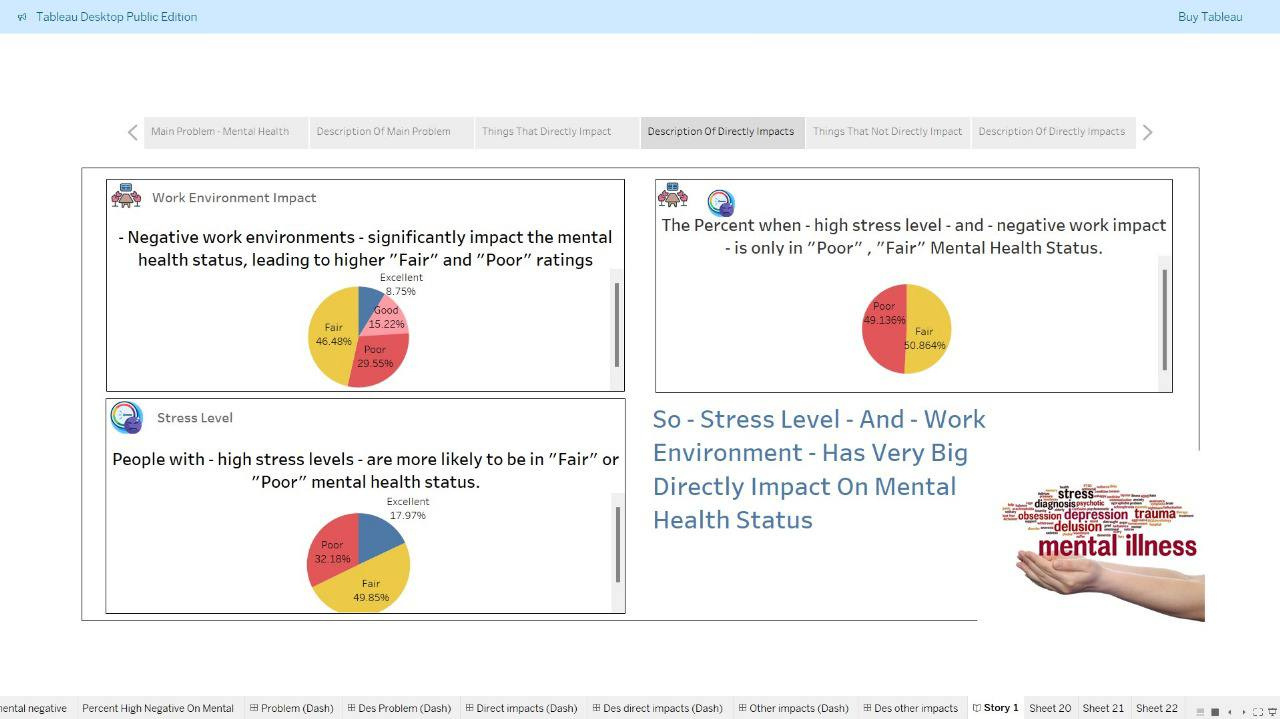 Tableau Desktop Public Edition
Buy Tableau
Main Problem - Mental Health
Description Of Main Problem
Things That Directly Impact
Description Of Directly Impacts
Things That Not Directly Impact
Description Of Directly Impacts
Work Environment Impact
- Negative work environments - significantly impact the mental
health status, leading to higher "Fair" and "Poor" ratings
Excellent
8.75%
Good
15.22%
Fair
46.48%
Poor
29.55%
The Percent when - high stress level - and - negative work impact
- is only in "Poor" , "Fair" Mental Health Status.
Poor
49.136%
Fair
50.864%
Stress Level
People with - high stress levels - are more likely to be in "Fair" or
"Poor" mental health status.
Excellent
17.97%
Poor
32.18%
Fair
49.85%
So - Stress Level - And - Work
Environment - Has Very Big
Directly Impact On Mental
Health Status
stress
diagnosis psychotic
obsession depression trauma
delusion
mental illness
ental negative
Percent High Negative On Mental
Problem (Dash)
Des Problem (Dash)
Direct impacts (Dash)
Des direct impacts (Dash)
Other impacts (Dash)
Des other impacts
Story 1
Sheet 20
Sheet 21
Sheet 22